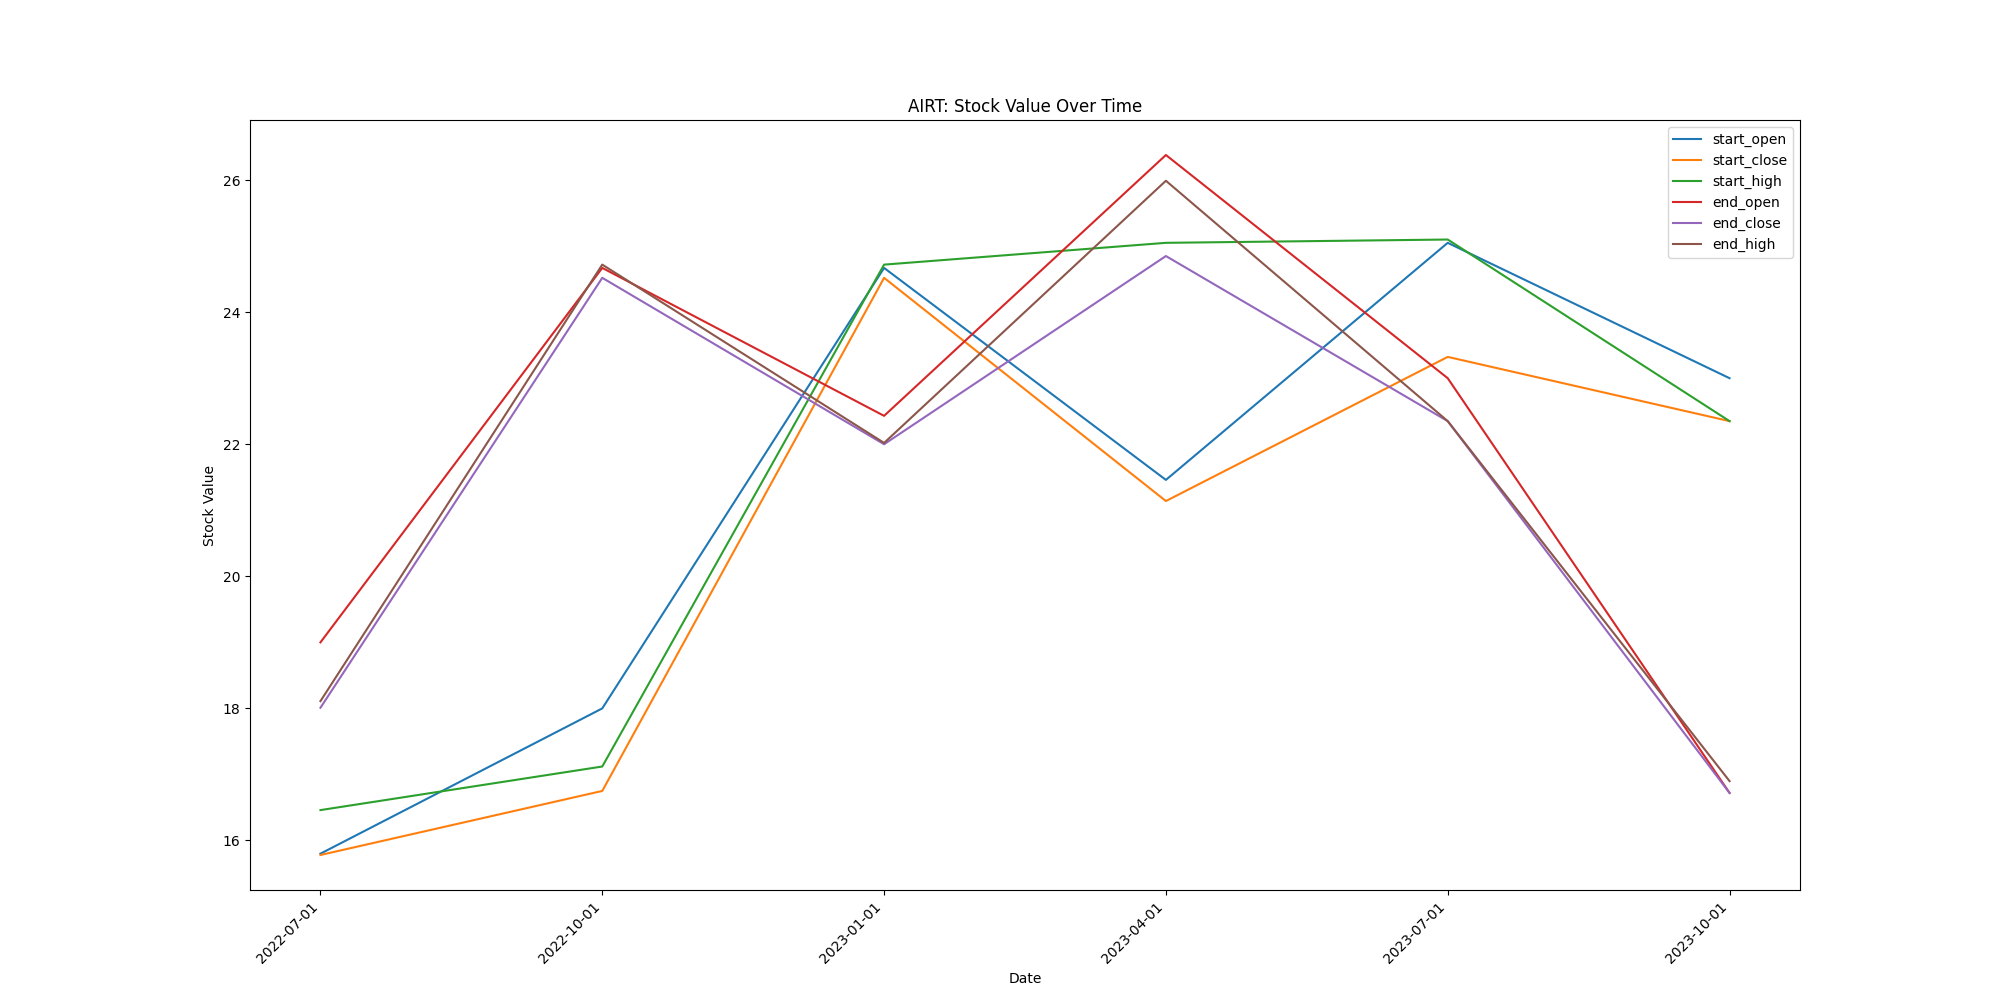 AIRT: Stock Value Over Time
start_open
start_close
start_high
end_open
end_close
end_high
Stock Value
26
24
22
20
18
16
2022-07-01
2022-10-01
2023-01-01
2023-04-01
2023-07-01
2023-10-01
Date